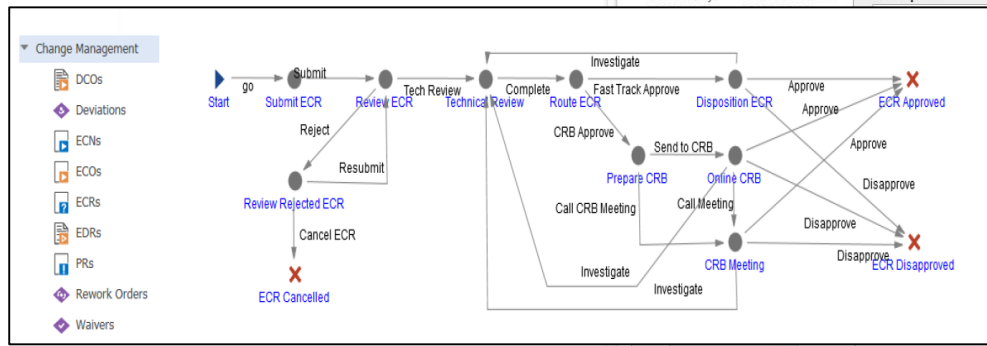 Change Management
DCOs
Deviations
ECNs
ECOs
ECRs
EDRs
PRs
Rework Orders
Waivers
Start
go
Submit
Submit ECR
Review ECR
Tech Review
Technical Review
Complete
Route ECR
Investigate
Fast Track Approve
Disposition ECR
Approve
Approve
ECR Approved
Reject
Resubmit
Review Rejected ECR
Cancel ECR
ECR Cancelled
CRB Approve
Send to CRB
Prepare CRB
Online CRB
Approve
Disapprove
Call CRB Meeting
Call Meeting
Disapprove
CRB Meeting
Disapprove
ECR Disapproved
Investigate
Investigate